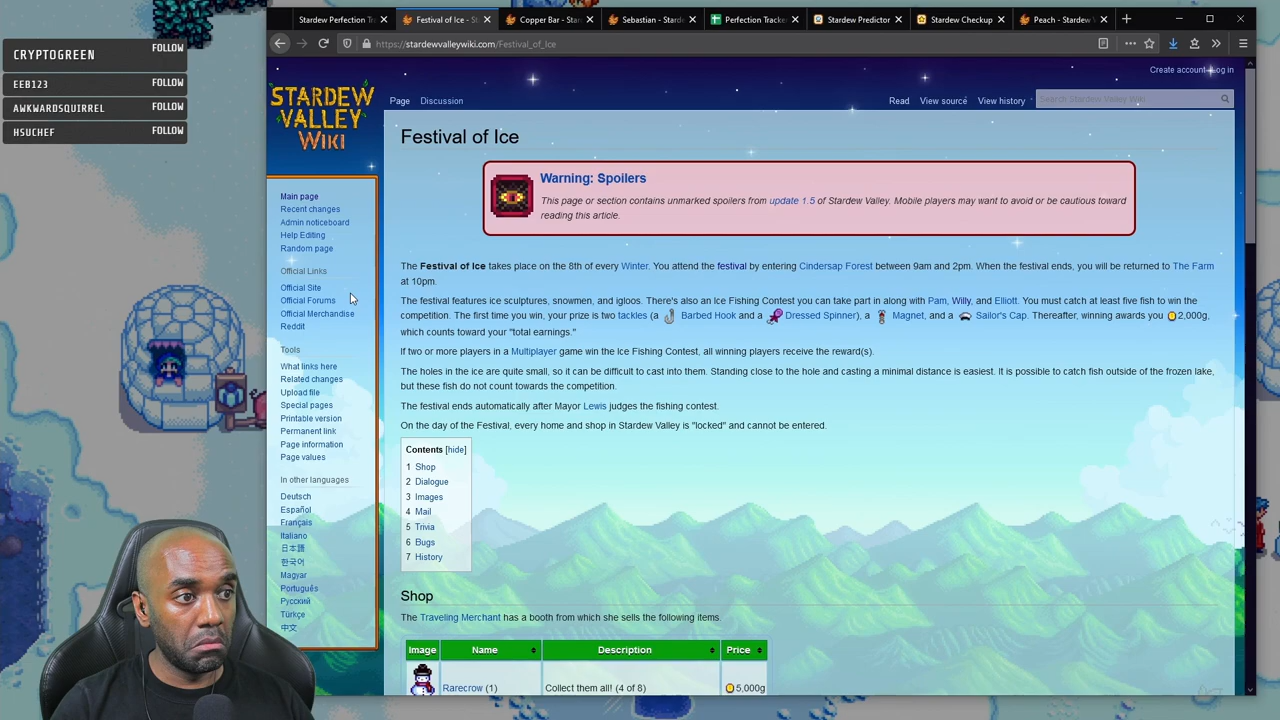 CRYPTOGREEN FOLLOW
EEB123 FOLLOW
AWKWARDSQUIRREL FOLLOW
HSUCHEF FOLLOW
Stardew Perfection Tr
Festival of Ice - S
Copper Bar - Star
Sebastian - Stardew
Perfection Tracke
Stardew Predictor
Stardew Checkup
Peach - Stardew V
https://stardewvalleywiki.com/Festival_of_Ice
Create account Log in
STARDEW
VALLEY
WIKI
Page Discussion Read View source View history Search Stardew Valley Wiki
Main page
Recent changes
Admin noticeboard
Help Editing
Random page
Official Links
Official Site
Official Forums
Official Merchandise
Reddit
Tools
What links here
Related changes
Upload file
Special pages
Printable version
Permanent link
Page information
Page values
In other languages
Deutsch
Español
Français
Italiano
日本語
한국어
Magyar
Português
Русский
Türkçe
中文
Festival of Ice
Warning: Spoilers
This page or section contains unmarked spoilers from update 1.5 of Stardew Valley. Mobile players may want to avoid or be cautious toward
reading this article.
The Festival of Ice takes place on the 8th of every Winter. You attend the festival by entering Cindersap Forest between 9am and 2pm. When the festival ends, you will be returned to The Farm
at 10pm.
The festival features ice sculptures, snowmen, and igloos. There's also an Ice Fishing Contest you can take part in along with Pam, Willy, and Elliott. You must catch at least five fish to win the
competition. The first time you win, your prize is two tackles (a Barbed Hook and a Dressed Spinner), a Magnet, and a Sailor's Cap. Thereafter, winning awards you 2,000g,
which counts toward your "total earnings."
If two or more players in a Multiplayer game win the Ice Fishing Contest, all winning players receive the reward(s).
The holes in the ice are quite small, so it can be difficult to cast into them. Standing close to the hole and casting a minimal distance is easiest. It is possible to catch fish outside of the frozen lake,
but these fish do not count towards the competition.
The festival ends automatically after Mayor Lewis judges the fishing contest.
On the day of the Festival, every home and shop in Stardew Valley is "locked" and cannot be entered.
Contents [hide]
1 Shop
2 Dialogue
3 Images
4 Mail
5 Trivia
6 Bugs
7 History
Shop
The Traveling Merchant has a booth from which she sells the following items.
Image Name Description Price
Rarecrow (1) Collect them all! (4 of 8) 5,000g